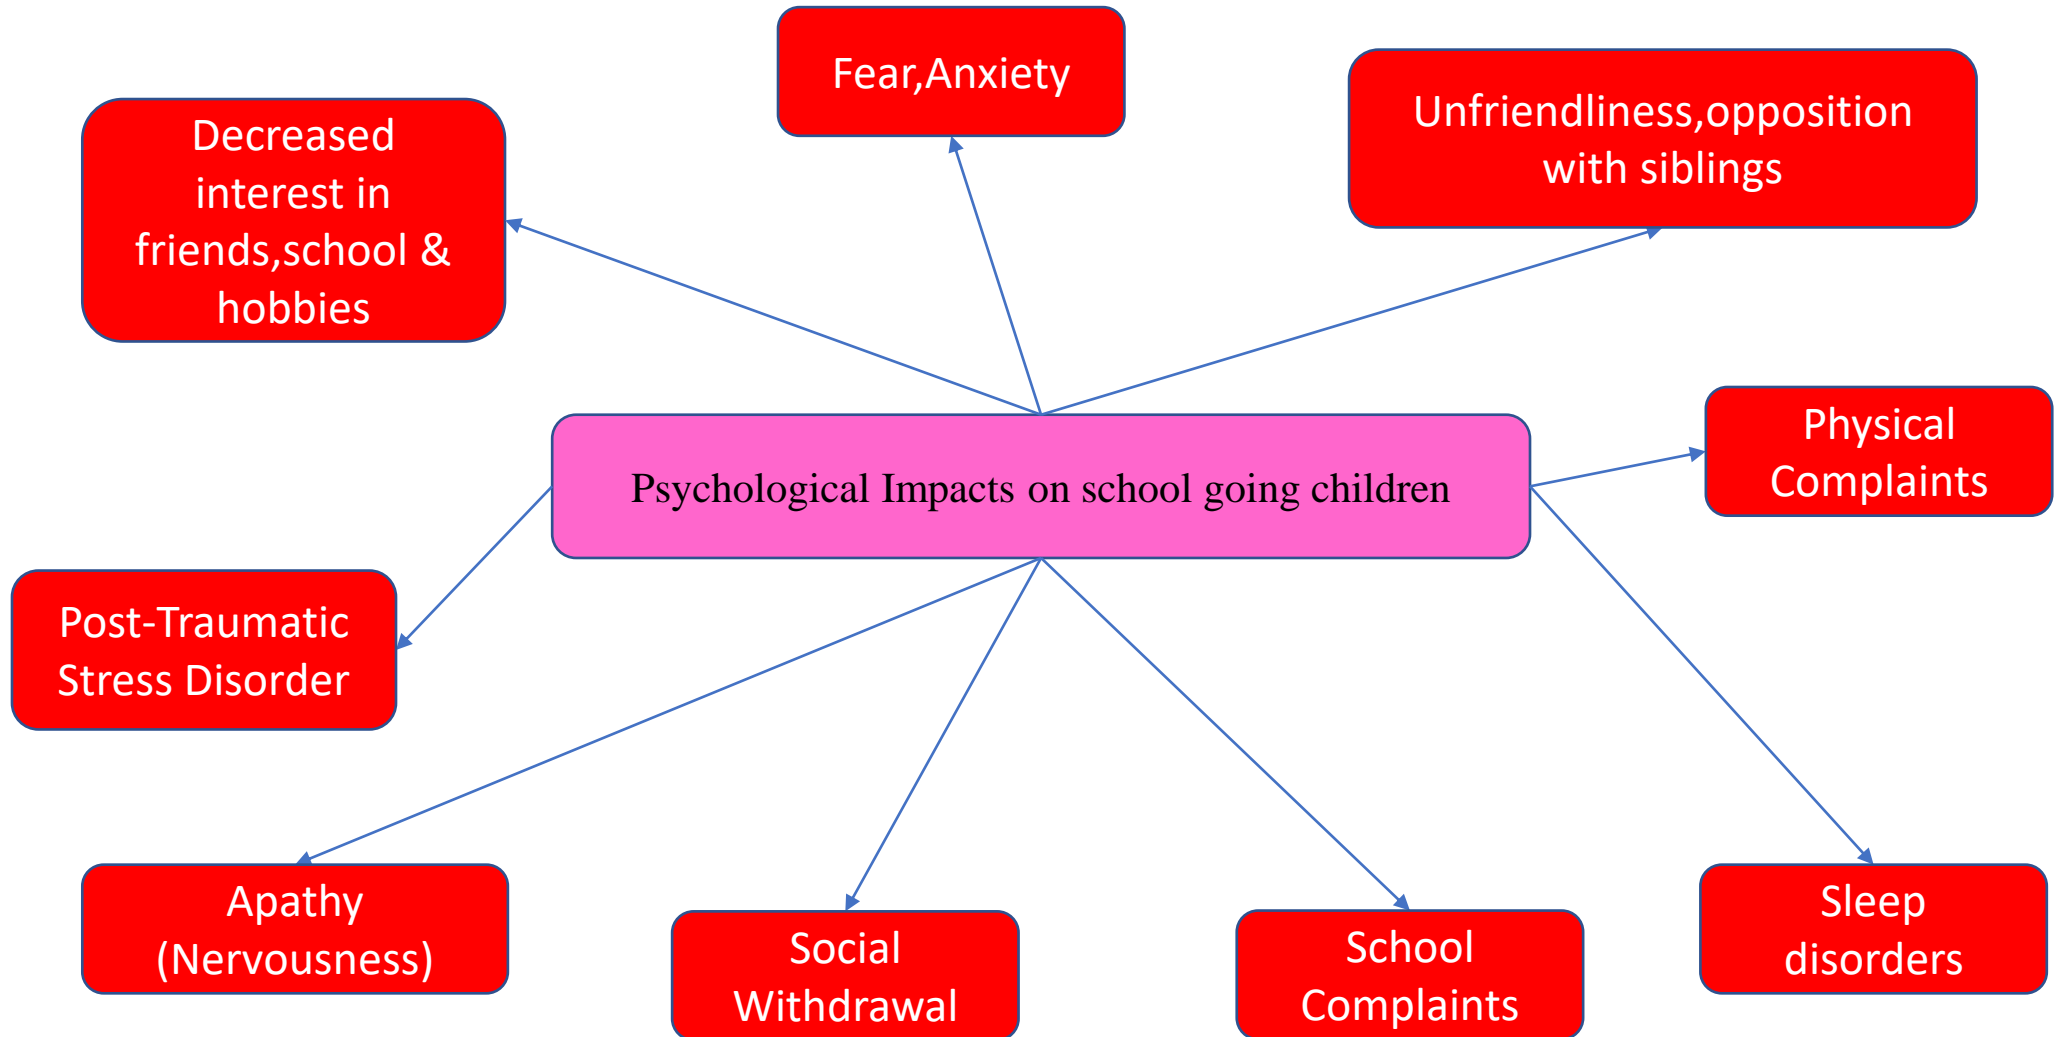 Fear,Anxiety
Unfriendliness,opposition
with siblings
Decreased
interest in
friends,school &
hobbies
Psychological Impacts on school going children
Physical
Complaints
Post-Traumatic
Stress Disorder
Apathy
(Nervousness)
Social
Withdrawal
School
Complaints
Sleep
disorders